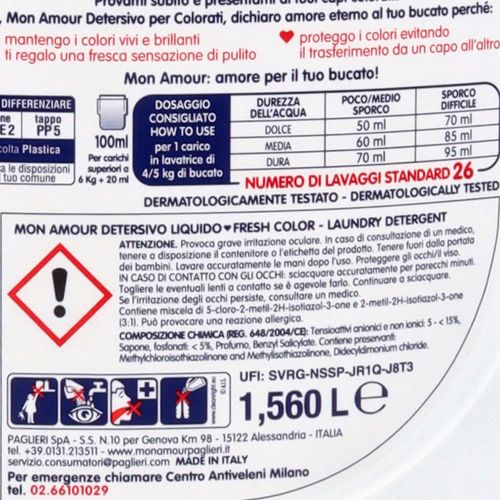 Provami subito e presentami ai tuoi capi colorati
, Mon Amour Detersivo per Colorati, dichiaro amore eterno al tuo bucato perché:
mantengo i colori vivi e brillanti
ti regalo una fresca sensazione di pulito
proteggo i colori evitando
il trasferimento da un capo all'altro
Mon Amour: amore per il tuo bucato!
DIFFERENZIARE
tappo
E2 PP5
Plastica
a le disposizioni
tuo comune
100ml
Per carichi
superiori a
6 Kg + 20 ml
DOSAGGIO
CONSIGLIATO
HOW TO USE
per 1 carico
in lavatrice di
4/5 kg di bucato
DUREZZA
DELL'ACQUA
POCO/MEDIO
SPORCO
SPORCO
DIFFICILE
DOLCE 50 ml 70 ml
MEDIA 60 ml 85 ml
DURA 70 ml 95 ml
NUMERO DI LAVAGGI STANDARD 26
DERMATOLOGICAMENTE TESTATO - DERMATOLOGICALLY TESTED
MON AMOUR DETERSIVO LIQUIDO ♥ FRESH COLOR - LAUNDRY DETERGENT
ATTENZIONE. Provoca grave irritazione oculare. In caso di consultazione di un medico,
tenere a disposizione il contenitore o l'etichetta del prodotto. Tenere fuori dalla portata
dei bambini. Lavare accuratamente le mani dopo l'uso. Proteggere gli occhi/il viso.
IN CASO DI CONTATTO CON GLI OCCHI: sciacquare accuratamente per parecchi minuti.
Togliere le eventuali lenti a contatto se è agevole farlo. Continuare a sciacquare.
Se l'irritazione degli occhi persiste, consultare un medico.
Contiene miscela di 5-cloro-2-metil-2H-isotiazol-3-one e 2-metil-2H-isotiazol-3-one
(3:1). Può provocare una reazione allergica.
COMPOSIZIONE CHIMICA (REG. 648/2004/CE): Tensioattivi anionici e non ionici: 5 - < 15%,
Sapone, fosfonati: < 5%, Profumo, Benzyl Salicylate. Contiene preservanti:
Methylchloroisothiazolinone and Methylisothiazolinone, Didecyldimonium chloride.
www.cleanright.eu
© A.I.S.
UFI: SVRG-NSSP-JR1Q-J8T3
1,560 L e
PAGLIERI SpA - S.S. N.10 per Genova Km 98 - 15122 Alessandria - ITALIA
tel. +39.0131.213511 - www.monamourpaglieri.it
servizio.consumatori@paglieri.com MADE IN ITALY
Per emergenze chiamare Centro Antiveleni Milano
tel. 02.66101029